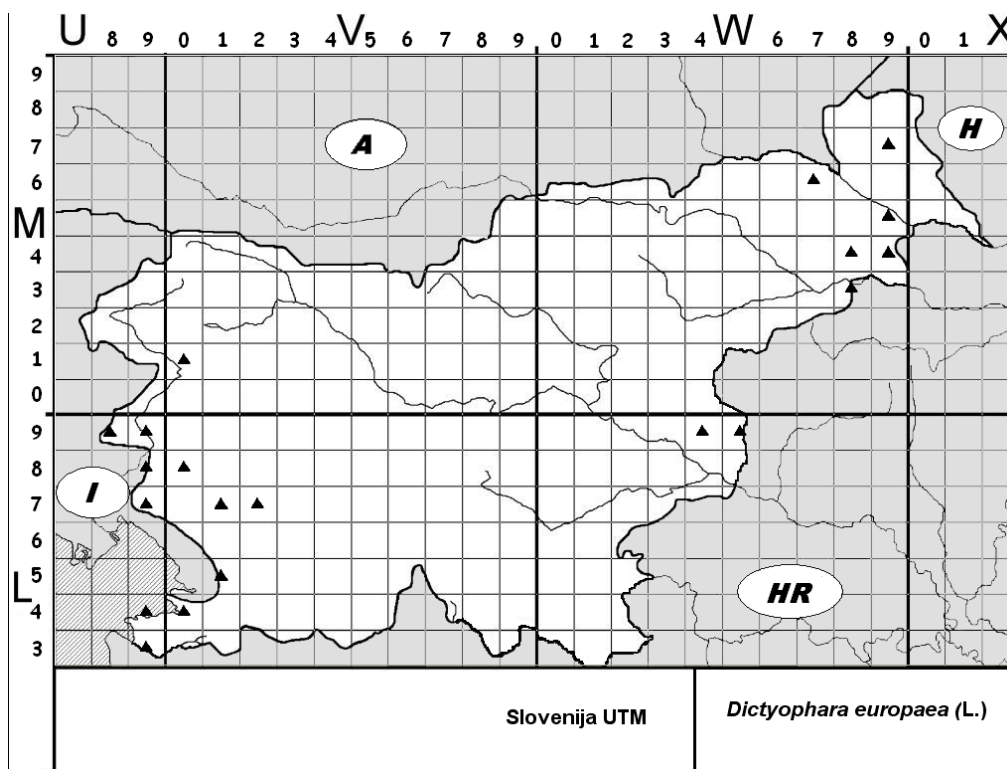 U 8 9 0 1 2 3 4 V 5 6 7 8 9 0 1 2 3 4 W 6 7 8 9 0 1 X
9
8
7
6
M
4
3
2
1
0
9
8
7
6
L 5
4
3
A
H
I
HR
Slovenija UTM
Dictyophara europaea (L.)